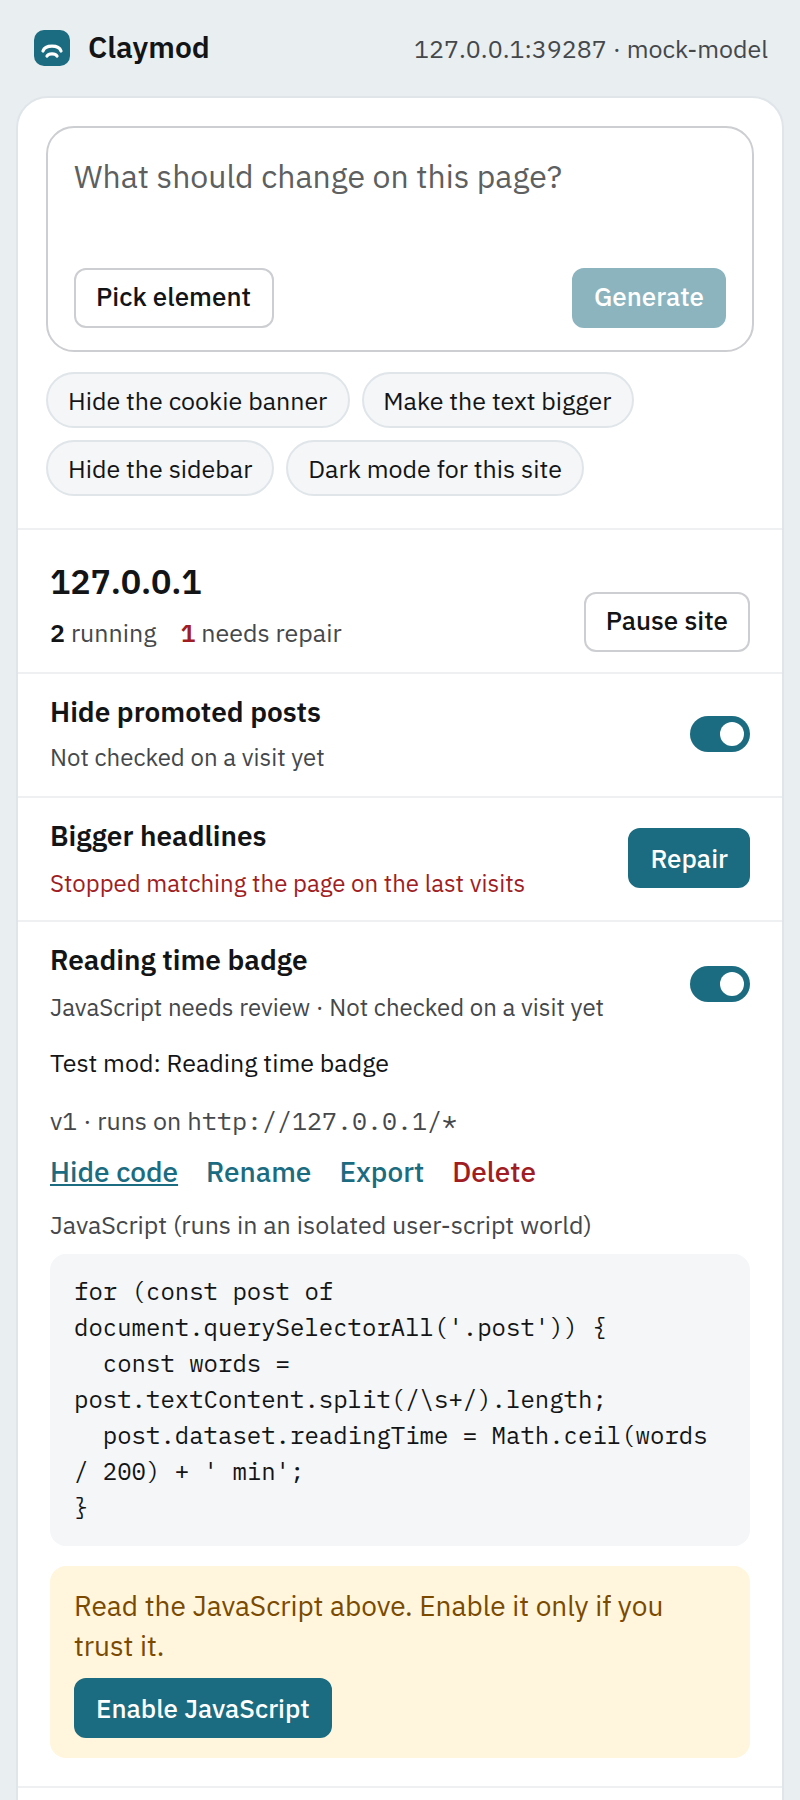 Claymod
127.0.0.1:39287 · mock-model
What should change on this page?
Pick element
Generate
Hide the cookie banner
Make the text bigger
Hide the sidebar
Dark mode for this site
127.0.0.1
2 running 1 needs repair
Pause site
Hide promoted posts
Not checked on a visit yet
Bigger headlines
Stopped matching the page on the last visits
Repair
Reading time badge
JavaScript needs review · Not checked on a visit yet
Test mod: Reading time badge
v1 · runs on http://127.0.0.1/*
Hide code Rename Export Delete
JavaScript (runs in an isolated user-script world)
for (const post of
document.querySelectorAll('.post')) {
  const words =
post.textContent.split(/\s+/).length;
  post.dataset.readingTime = Math.ceil(words
/ 200) + ' min';
}
Read the JavaScript above. Enable it only if you
trust it.
Enable JavaScript